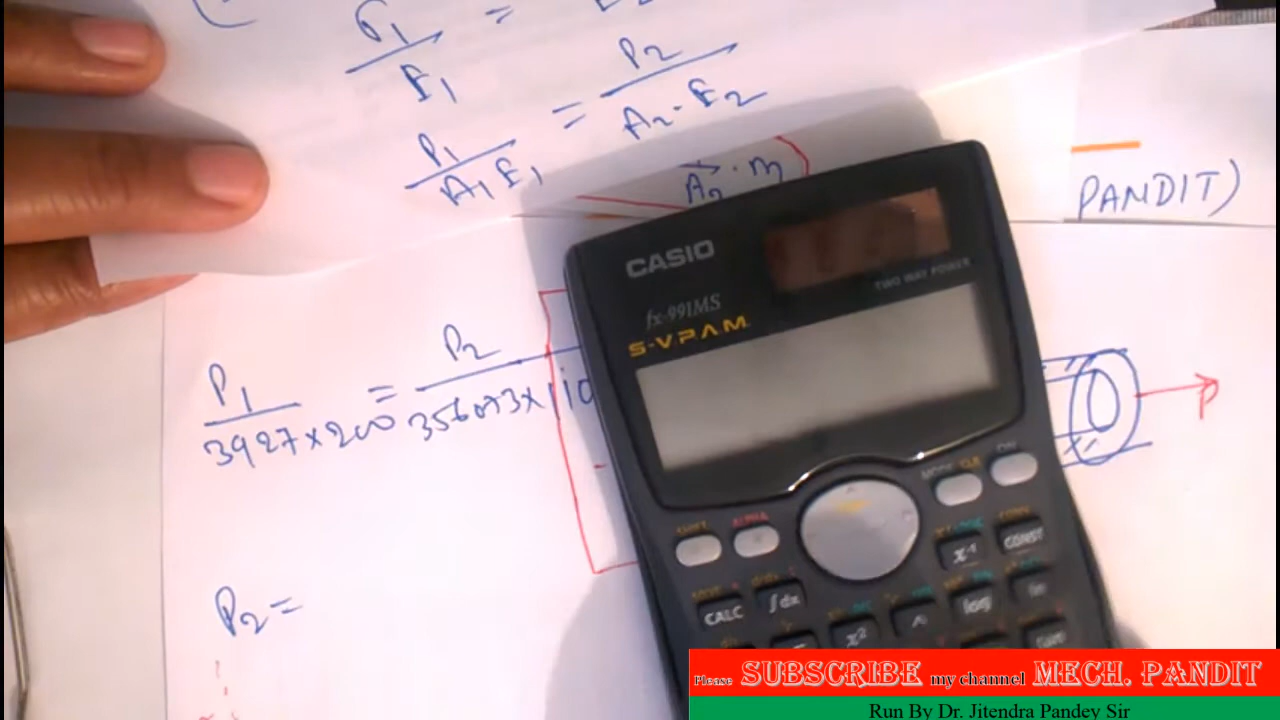 σ1 =
E1
P1 = P2
A1E1 A2·E2
A2·m
PANDIT)
P1 = P2
3927×200
P
P2 =
CASIO
TWO WAY POWER
fx-991MS
S-V.P.A.M.
SHIFT ALPHA MODE CLR ON
x-1 CONST
CALC ∫dx
x2 ^ log ln
Please SUBSCRIBE my channel MECH. PANDIT
Run By Dr. Jitendra Pandey Sir